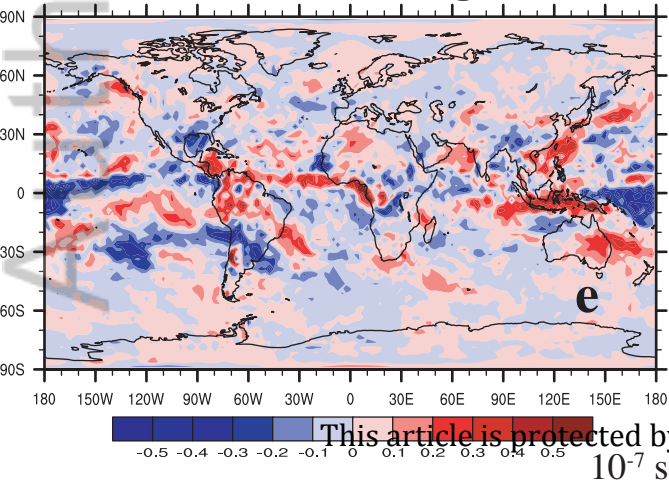 90N
60N
30N
0
30S
60S
90S
e
180 150W 120W 90W 60W 30W 0 30E 60E 90E 120E 150E 180
This article is protected by
-0.5 -0.4 -0.3 -0.2 -0.1 0 0.1 0.2 0.3 0.4 0.5
10⁻⁷ s